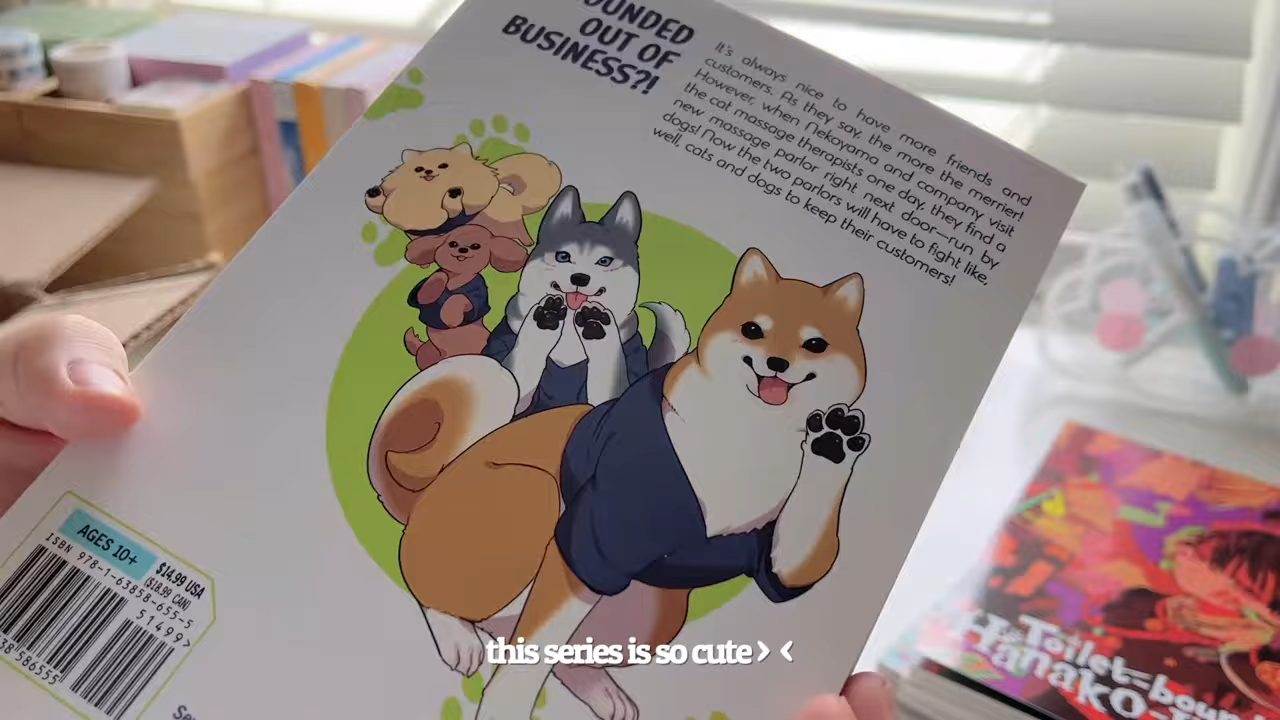 OUT OF
BUSINESS?!
It's always nice to have more friends and
customers. As they say, the more the merrier!
However, when Nekoyama and company visit
the cat massage therapists one day, they find a
new massage parlor right next door—run by
dogs! Now the two parlors will have to fight like,
well, cats and dogs to keep their customers!
AGES 10+
ISBN 978-1-63858-655-5
$14.99 USA
($18.99 CAN)
51499>
this series is so cute > <
Toilet-bou
Hanako-